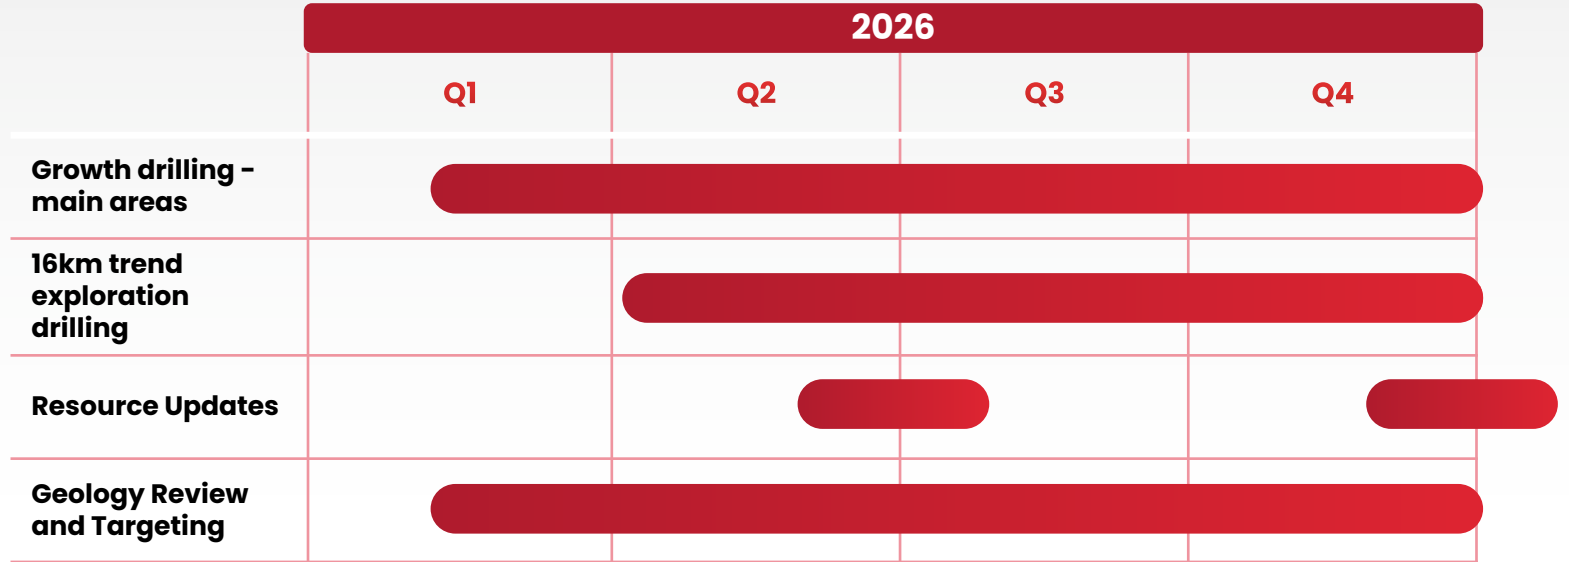 2026
Q1 Q2 Q3 Q4
Growth drilling -
main areas
16km trend
exploration
drilling
Resource Updates
Geology Review
and Targeting